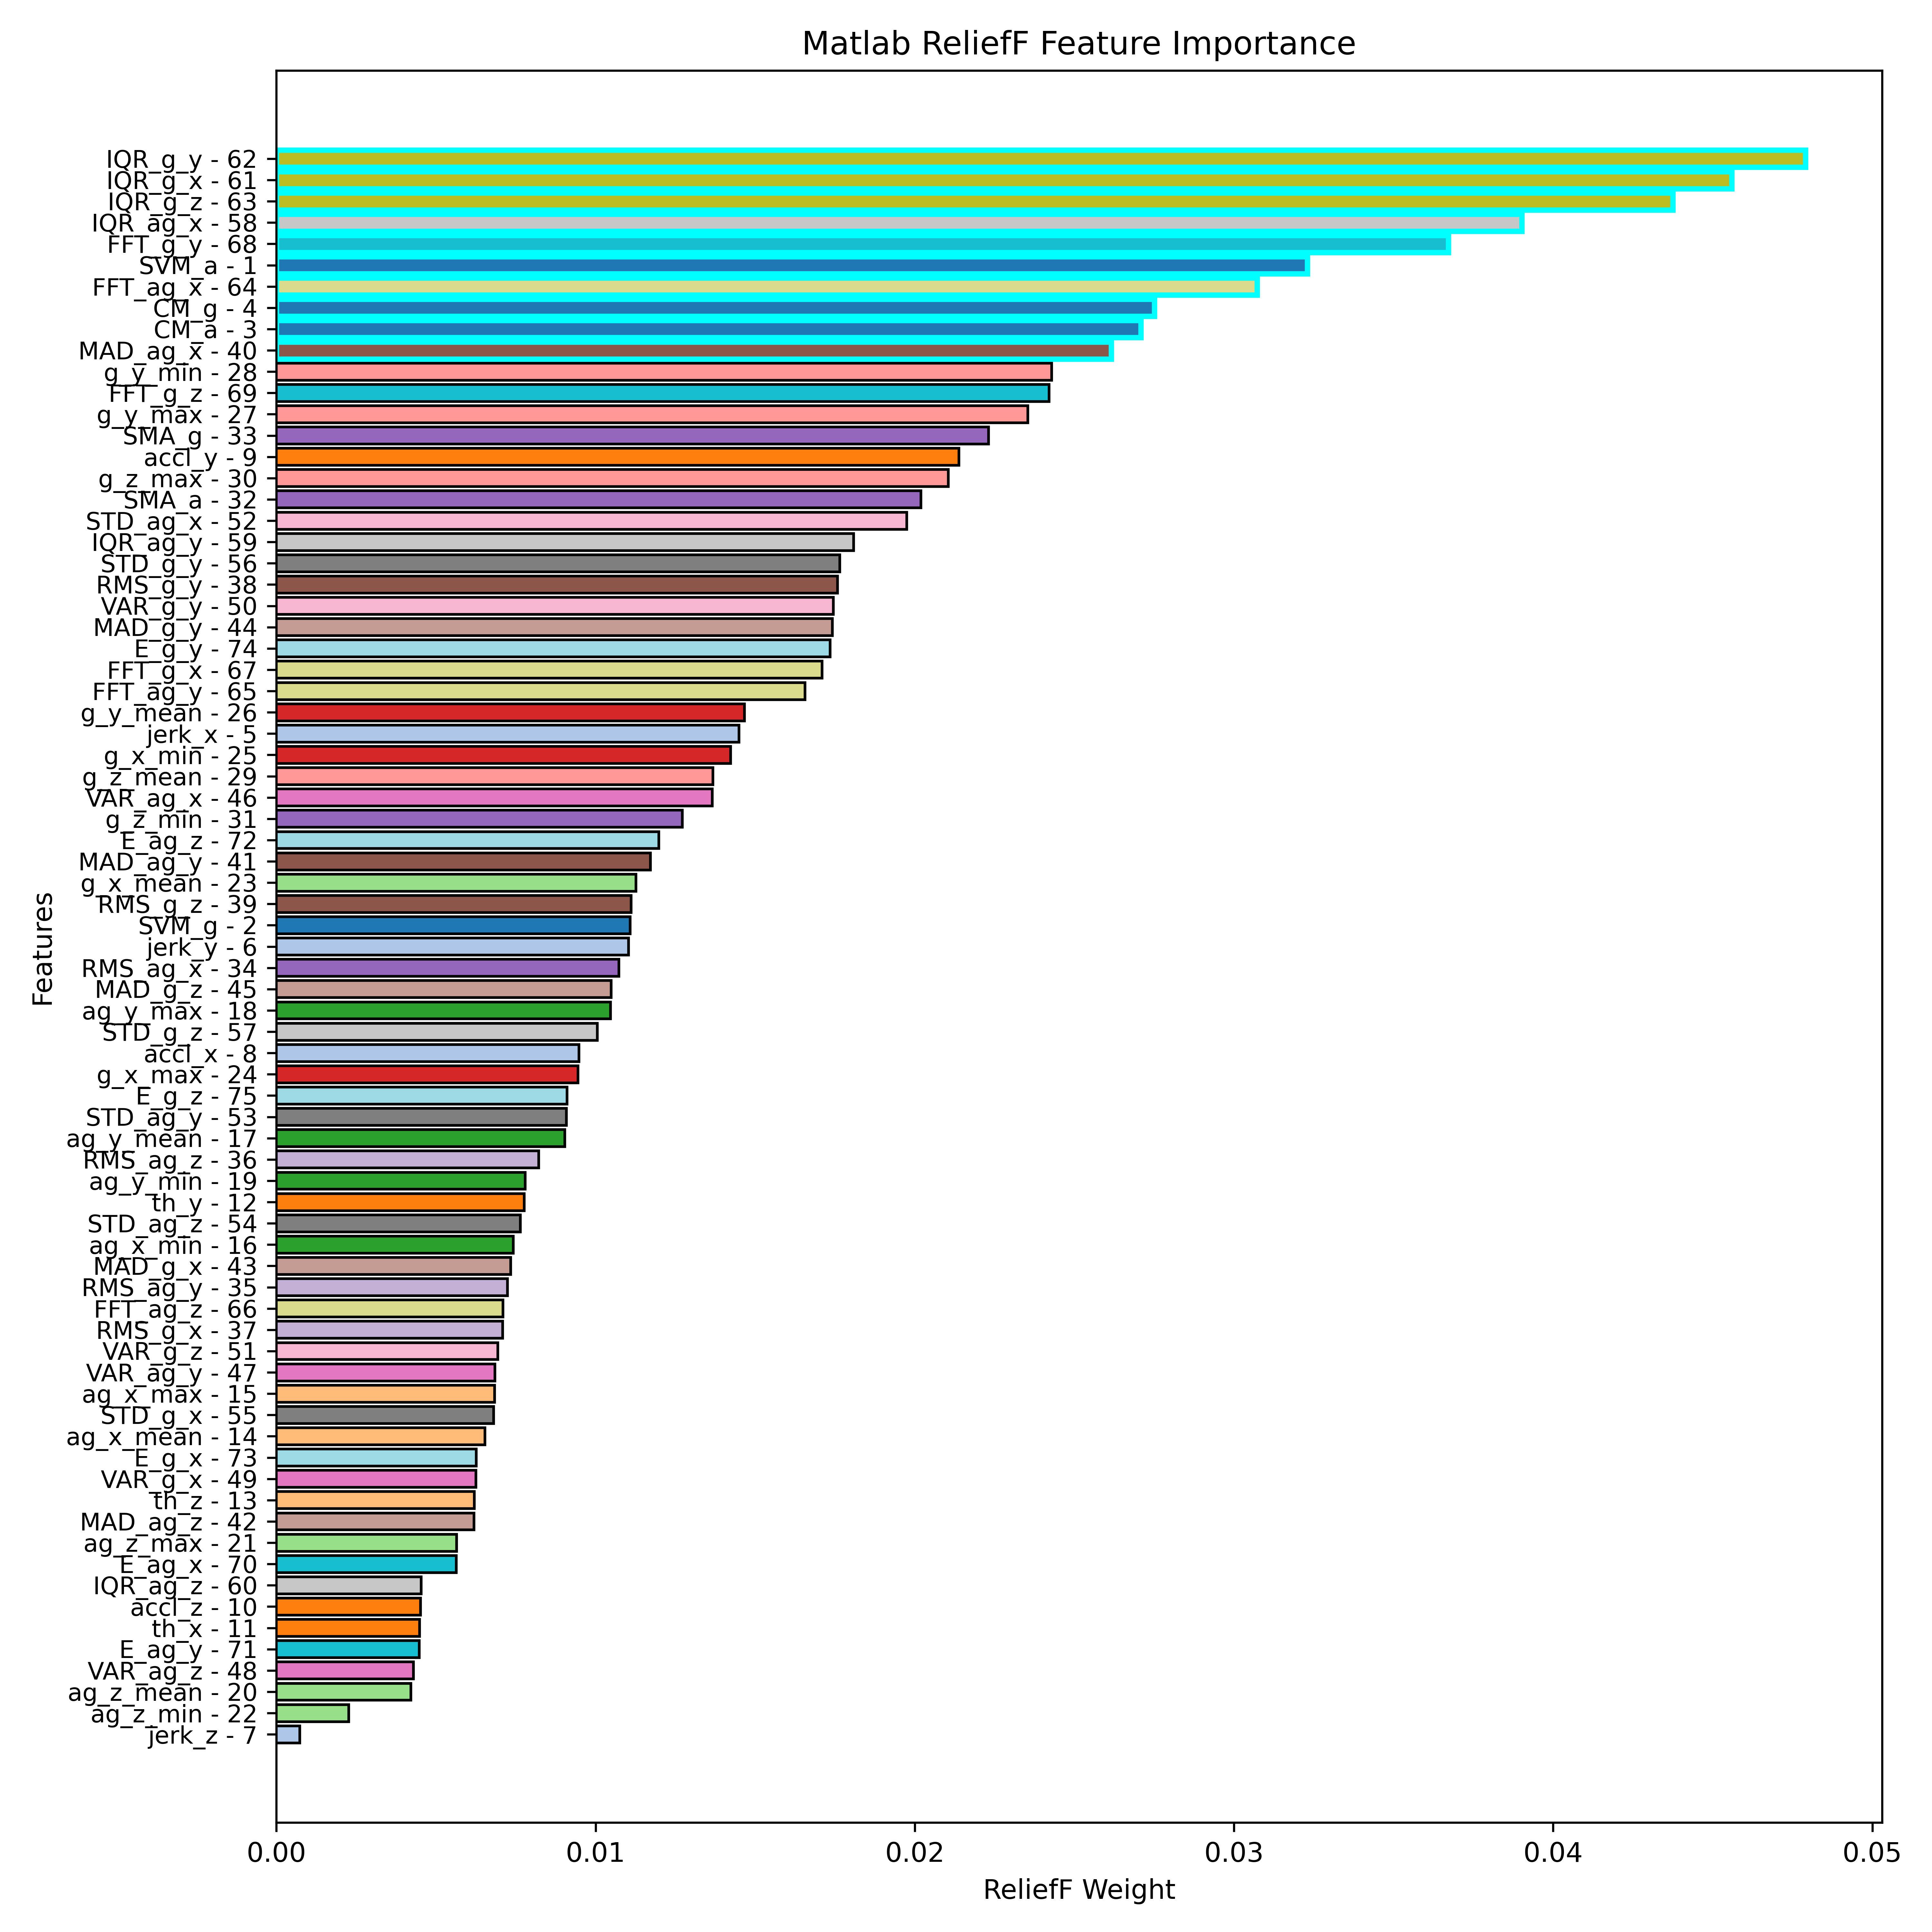 Matlab ReliefF Feature Importance
IQR_g_y - 62
IQR_g_x - 61
IQR_g_z - 63
IQR_ag_x - 58
FFT_g_y - 68
SVM_a - 1
FFT_ag_x - 64
CM_g - 4
CM_a - 3
MAD_ag_x - 40
g_y_min - 28
FFT_g_z - 69
g_y_max - 27
SMA_g - 33
accl_y - 9
g_z_max - 30
SMA_a - 32
STD_ag_x - 52
IQR_ag_y - 59
STD_g_y - 56
RMS_g_y - 38
VAR_g_y - 50
MAD_g_y - 44
E_g_y - 74
FFT_g_x - 67
FFT_ag_y - 65
g_y_mean - 26
jerk_x - 5
g_x_min - 25
g_z_mean - 29
VAR_ag_x - 46
g_z_min - 31
E_ag_z - 72
MAD_ag_y - 41
g_x_mean - 23
RMS_g_z - 39
SVM_g - 2
jerk_y - 6
RMS_ag_x - 34
MAD_g_z - 45
ag_y_max - 18
STD_g_z - 57
accl_x - 8
g_x_max - 24
E_g_z - 75
STD_ag_y - 53
ag_y_mean - 17
RMS_ag_z - 36
ag_y_min - 19
th_y - 12
STD_ag_z - 54
ag_x_min - 16
MAD_g_x - 43
RMS_ag_y - 35
FFT_ag_z - 66
RMS_g_x - 37
VAR_g_z - 51
VAR_ag_y - 47
ag_x_max - 15
STD_g_x - 55
ag_x_mean - 14
E_g_x - 73
VAR_g_x - 49
th_z - 13
MAD_ag_z - 42
ag_z_max - 21
E_ag_x - 70
IQR_ag_z - 60
accl_z - 10
th_x - 11
E_ag_y - 71
VAR_ag_z - 48
ag_z_mean - 20
ag_z_min - 22
jerk_z - 7
Features
0.00 0.01 0.02 0.03 0.04 0.05
ReliefF Weight